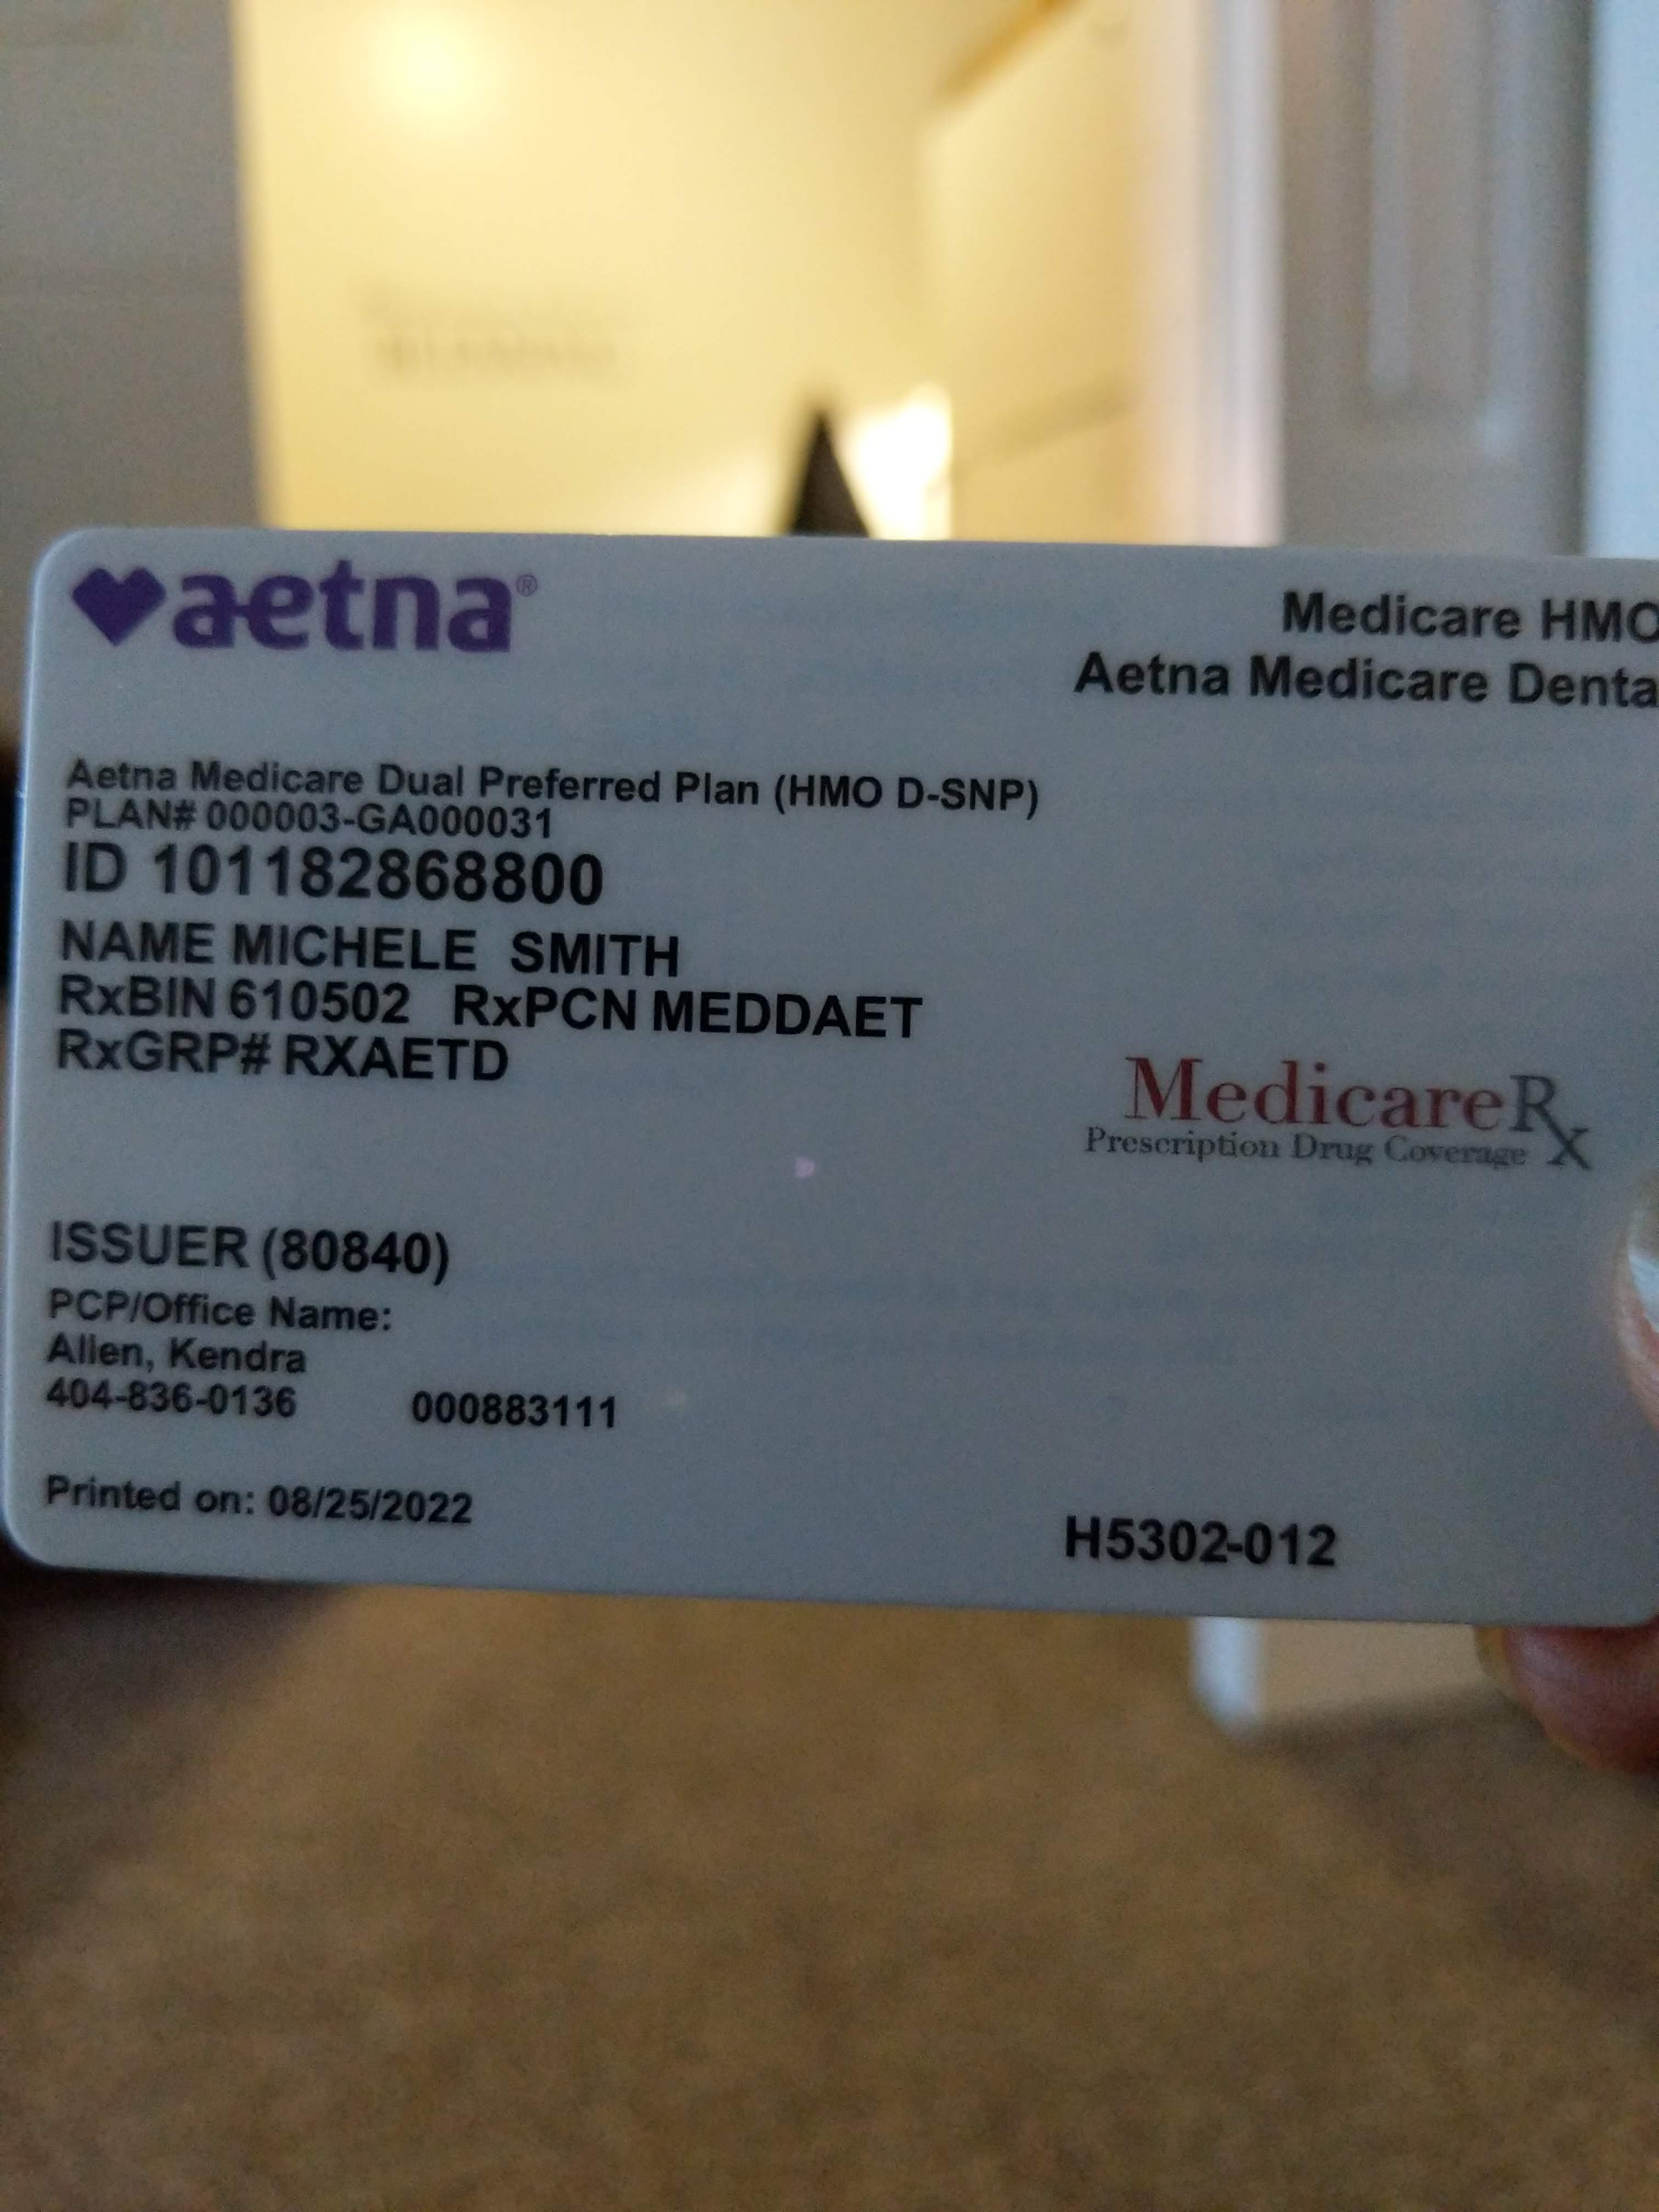 aetna®
Medicare HMO
Aetna Medicare Denta
Aetna Medicare Dual Preferred Plan (HMO D-SNP)
PLAN# 000003-GA000031
ID 101182868800
NAME MICHELE SMITH
RxBIN 610502 RxPCN MEDDAET
RxGRP# RXAETD
MedicareRx
Prescription Drug Coverage
ISSUER (80840)
PCP/Office Name:
Allen, Kendra
404-836-0136 000883111
Printed on: 08/25/2022
H5302-012